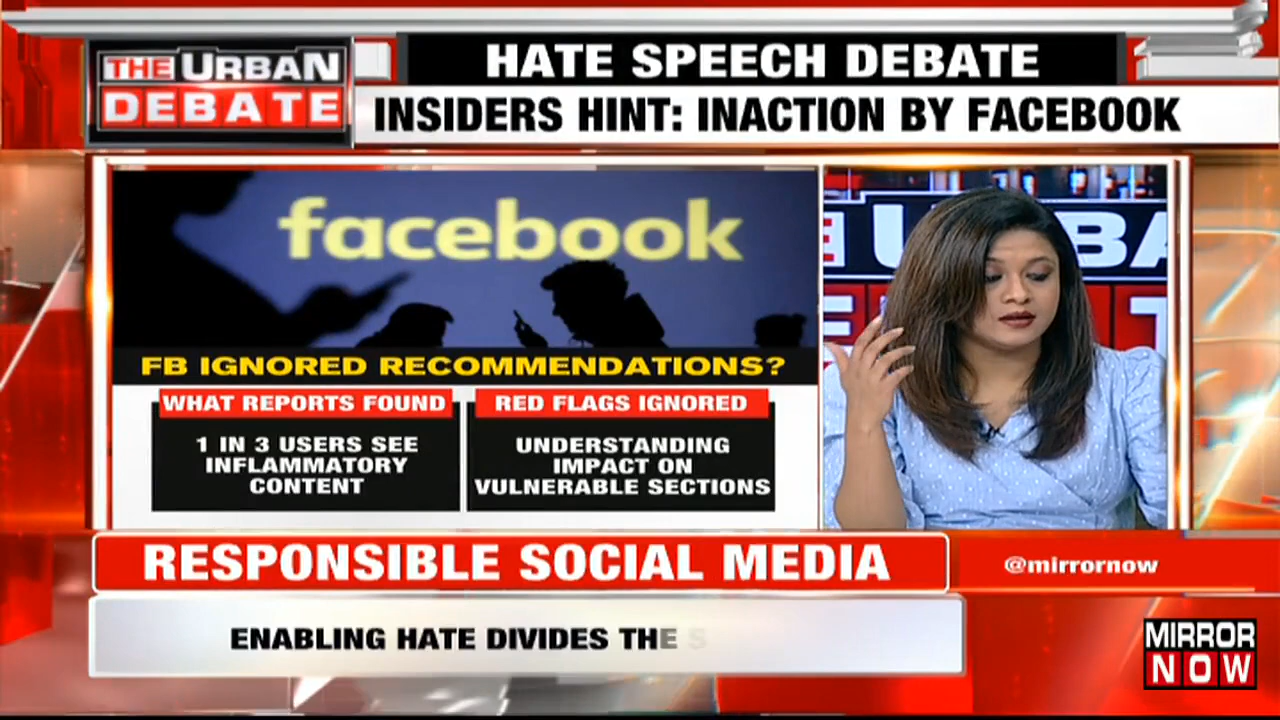 THE URBAN
DEBATE
HATE SPEECH DEBATE
INSIDERS HINT: INACTION BY FACEBOOK
facebook
FB IGNORED RECOMMENDATIONS?
WHAT REPORTS FOUND
1 IN 3 USERS SEE
INFLAMMATORY
CONTENT
RED FLAGS IGNORED
UNDERSTANDING
IMPACT ON
VULNERABLE SECTIONS
E URBA
E T
RESPONSIBLE SOCIAL MEDIA
@mirrornow
ENABLING HATE DIVIDES THE S
MIRROR
NOW